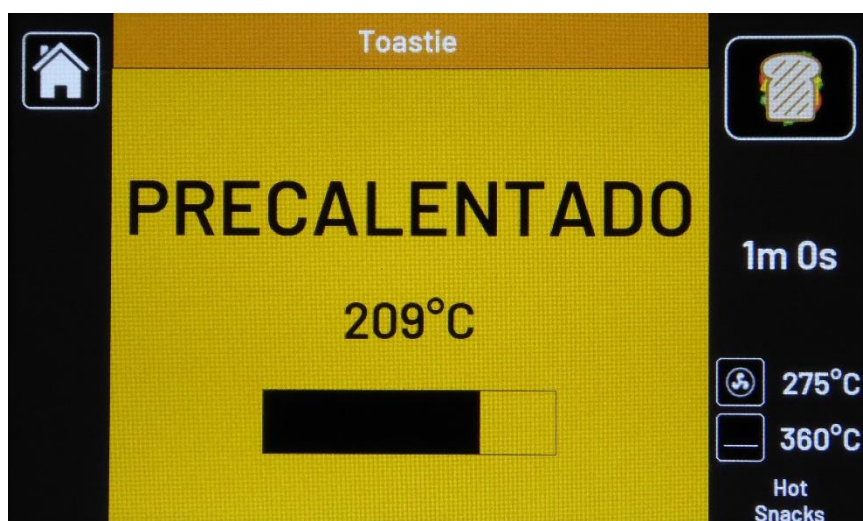 Toastie
PRECALENTADO
209°C
1m 0s
275°C
360°C
Hot
Snacks